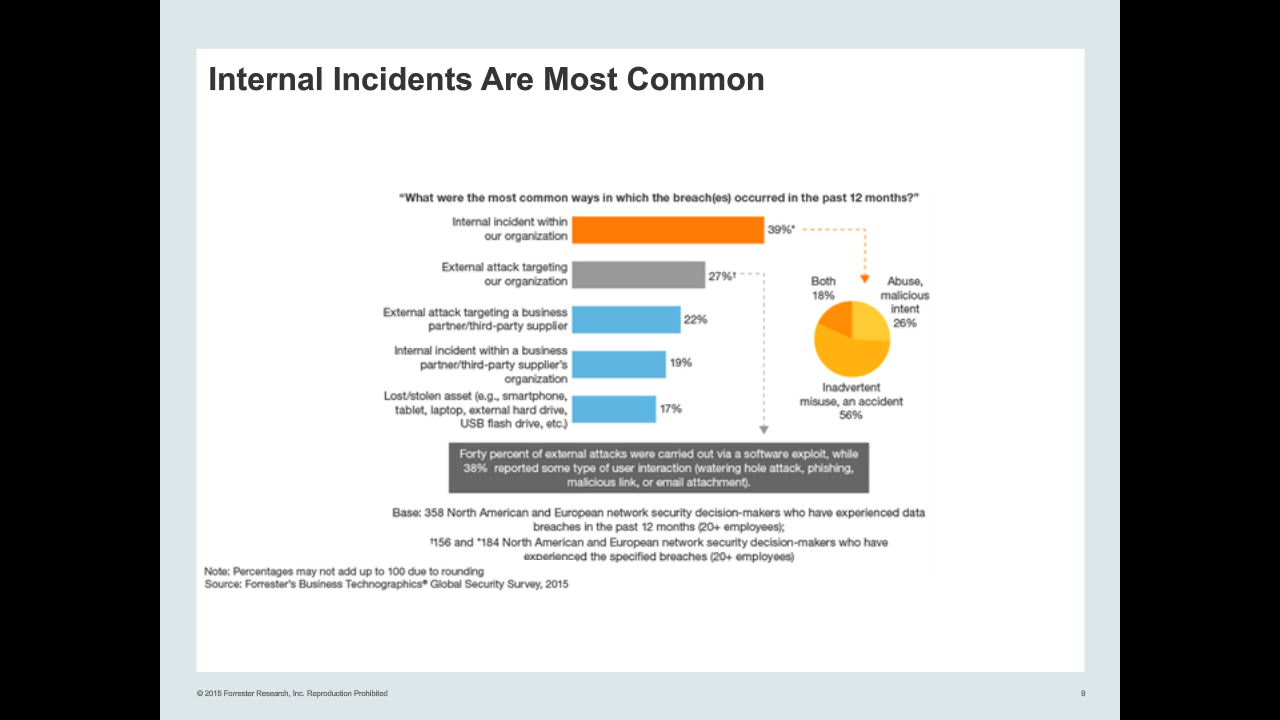 Internal Incidents Are Most Common
“What were the most common ways in which the breach(es) occurred in the past 12 months?”
Internal incident within
our organization
39%*
External attack targeting
our organization
27%†
External attack targeting a business
partner/third-party supplier
22%
Internal incident within a business
partner/third-party supplier's
organization
19%
Lost/stolen asset (e.g., smartphone,
tablet, laptop, external hard drive,
USB flash drive, etc.)
17%
Both
18%
Abuse,
malicious
intent
26%
Inadvertent
misuse, an accident
56%
Forty percent of external attacks were carried out via a software exploit, while
38% reported some type of user interaction (watering hole attack, phishing,
malicious link, or email attachment).
Base: 358 North American and European network security decision-makers who have experienced data
breaches in the past 12 months (20+ employees);
†156 and *184 North American and European network security decision-makers who have
experienced the specified breaches (20+ employees)
Note: Percentages may not add up to 100 due to rounding
Source: Forrester's Business Technographics® Global Security Survey, 2015
© 2015 Forrester Research, Inc. Reproduction Prohibited
9